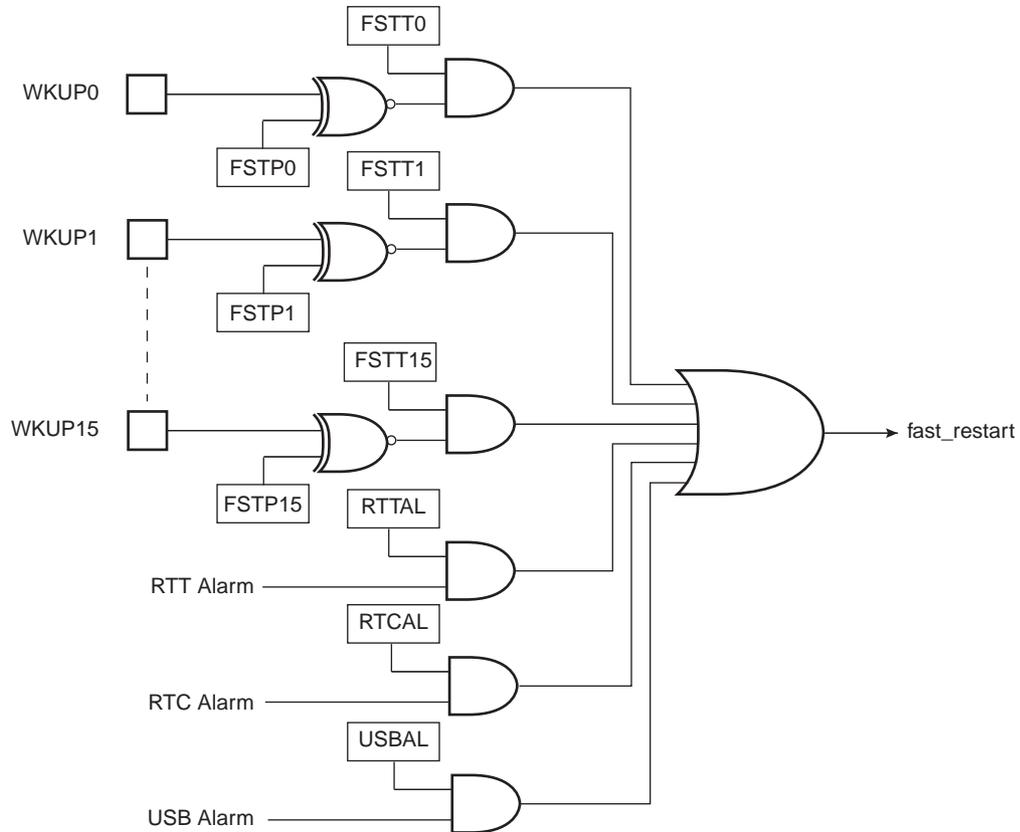 FSTT0
WKUP0
FSTP0
FSTT1
WKUP1
FSTP1
FSTT15
WKUP15
fast_restart
FSTP15
RTTAL
RTT Alarm
RTCAL
RTC Alarm
USBAL
USB Alarm